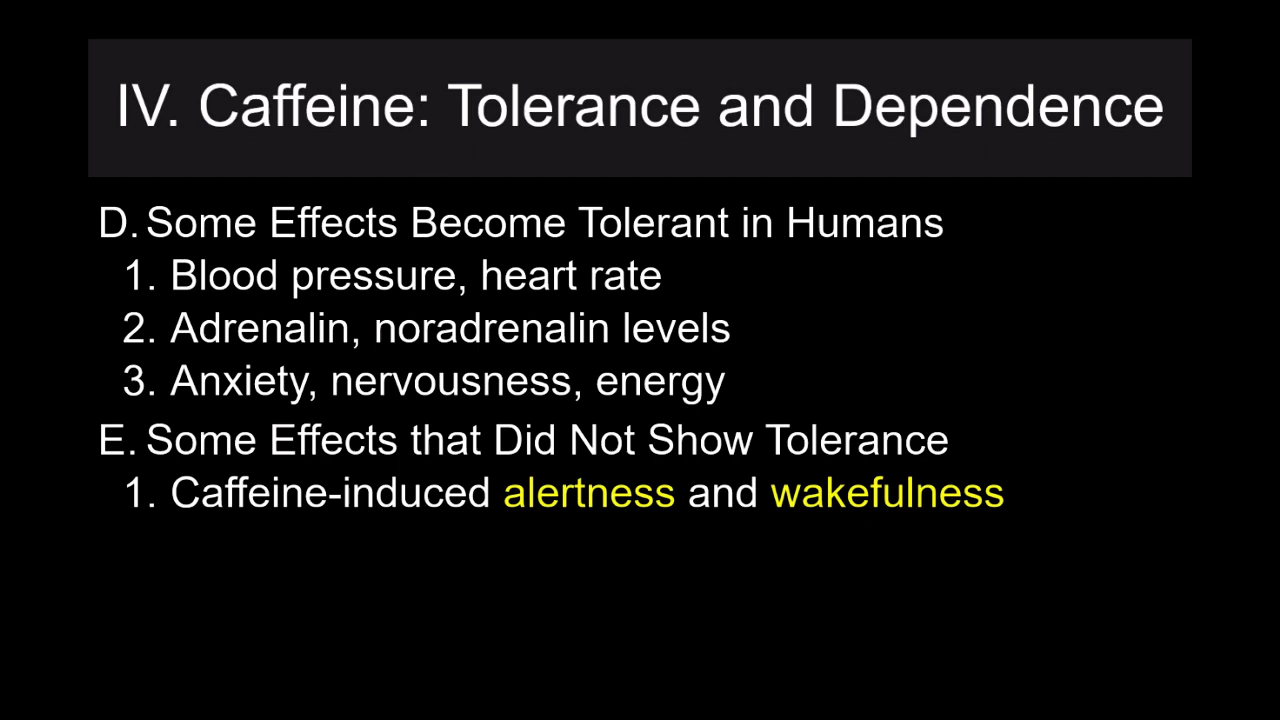 IV. Caffeine: Tolerance and Dependence
D. Some Effects Become Tolerant in Humans
1. Blood pressure, heart rate
2. Adrenalin, noradrenalin levels
3. Anxiety, nervousness, energy
E. Some Effects that Did Not Show Tolerance
1. Caffeine-induced alertness and wakefulness